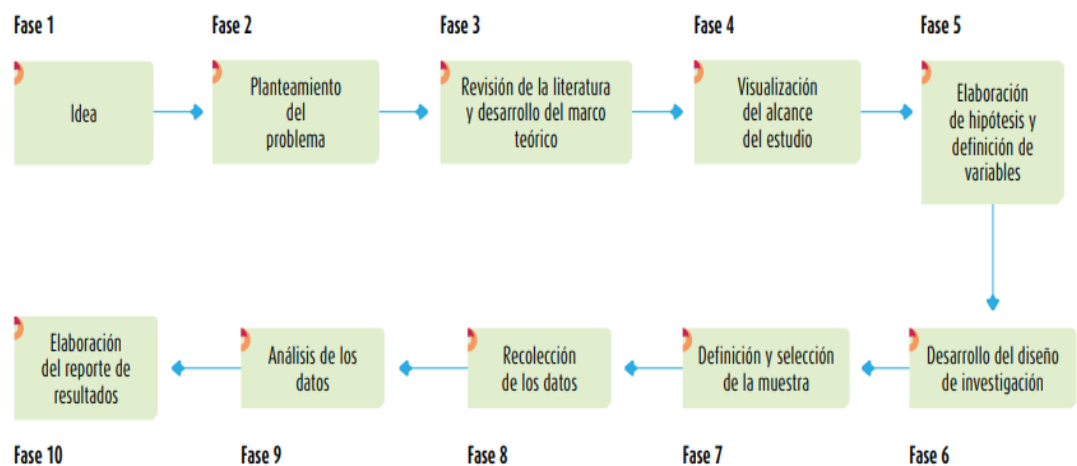 Fase 1
Idea
Fase 2
Planteamiento
del
problema
Fase 3
Revisión de la literatura
y desarrollo del marco
teórico
Fase 4
Visualización
del alcance
del estudio
Fase 5
Elaboración
de hipótesis y
definición de
variables
Desarrollo del diseño
de investigación
Fase 6
Definición y selección
de la muestra
Fase 7
Recolección
de los datos
Fase 8
Análisis de los
datos
Fase 9
Elaboración
del reporte de
resultados
Fase 10